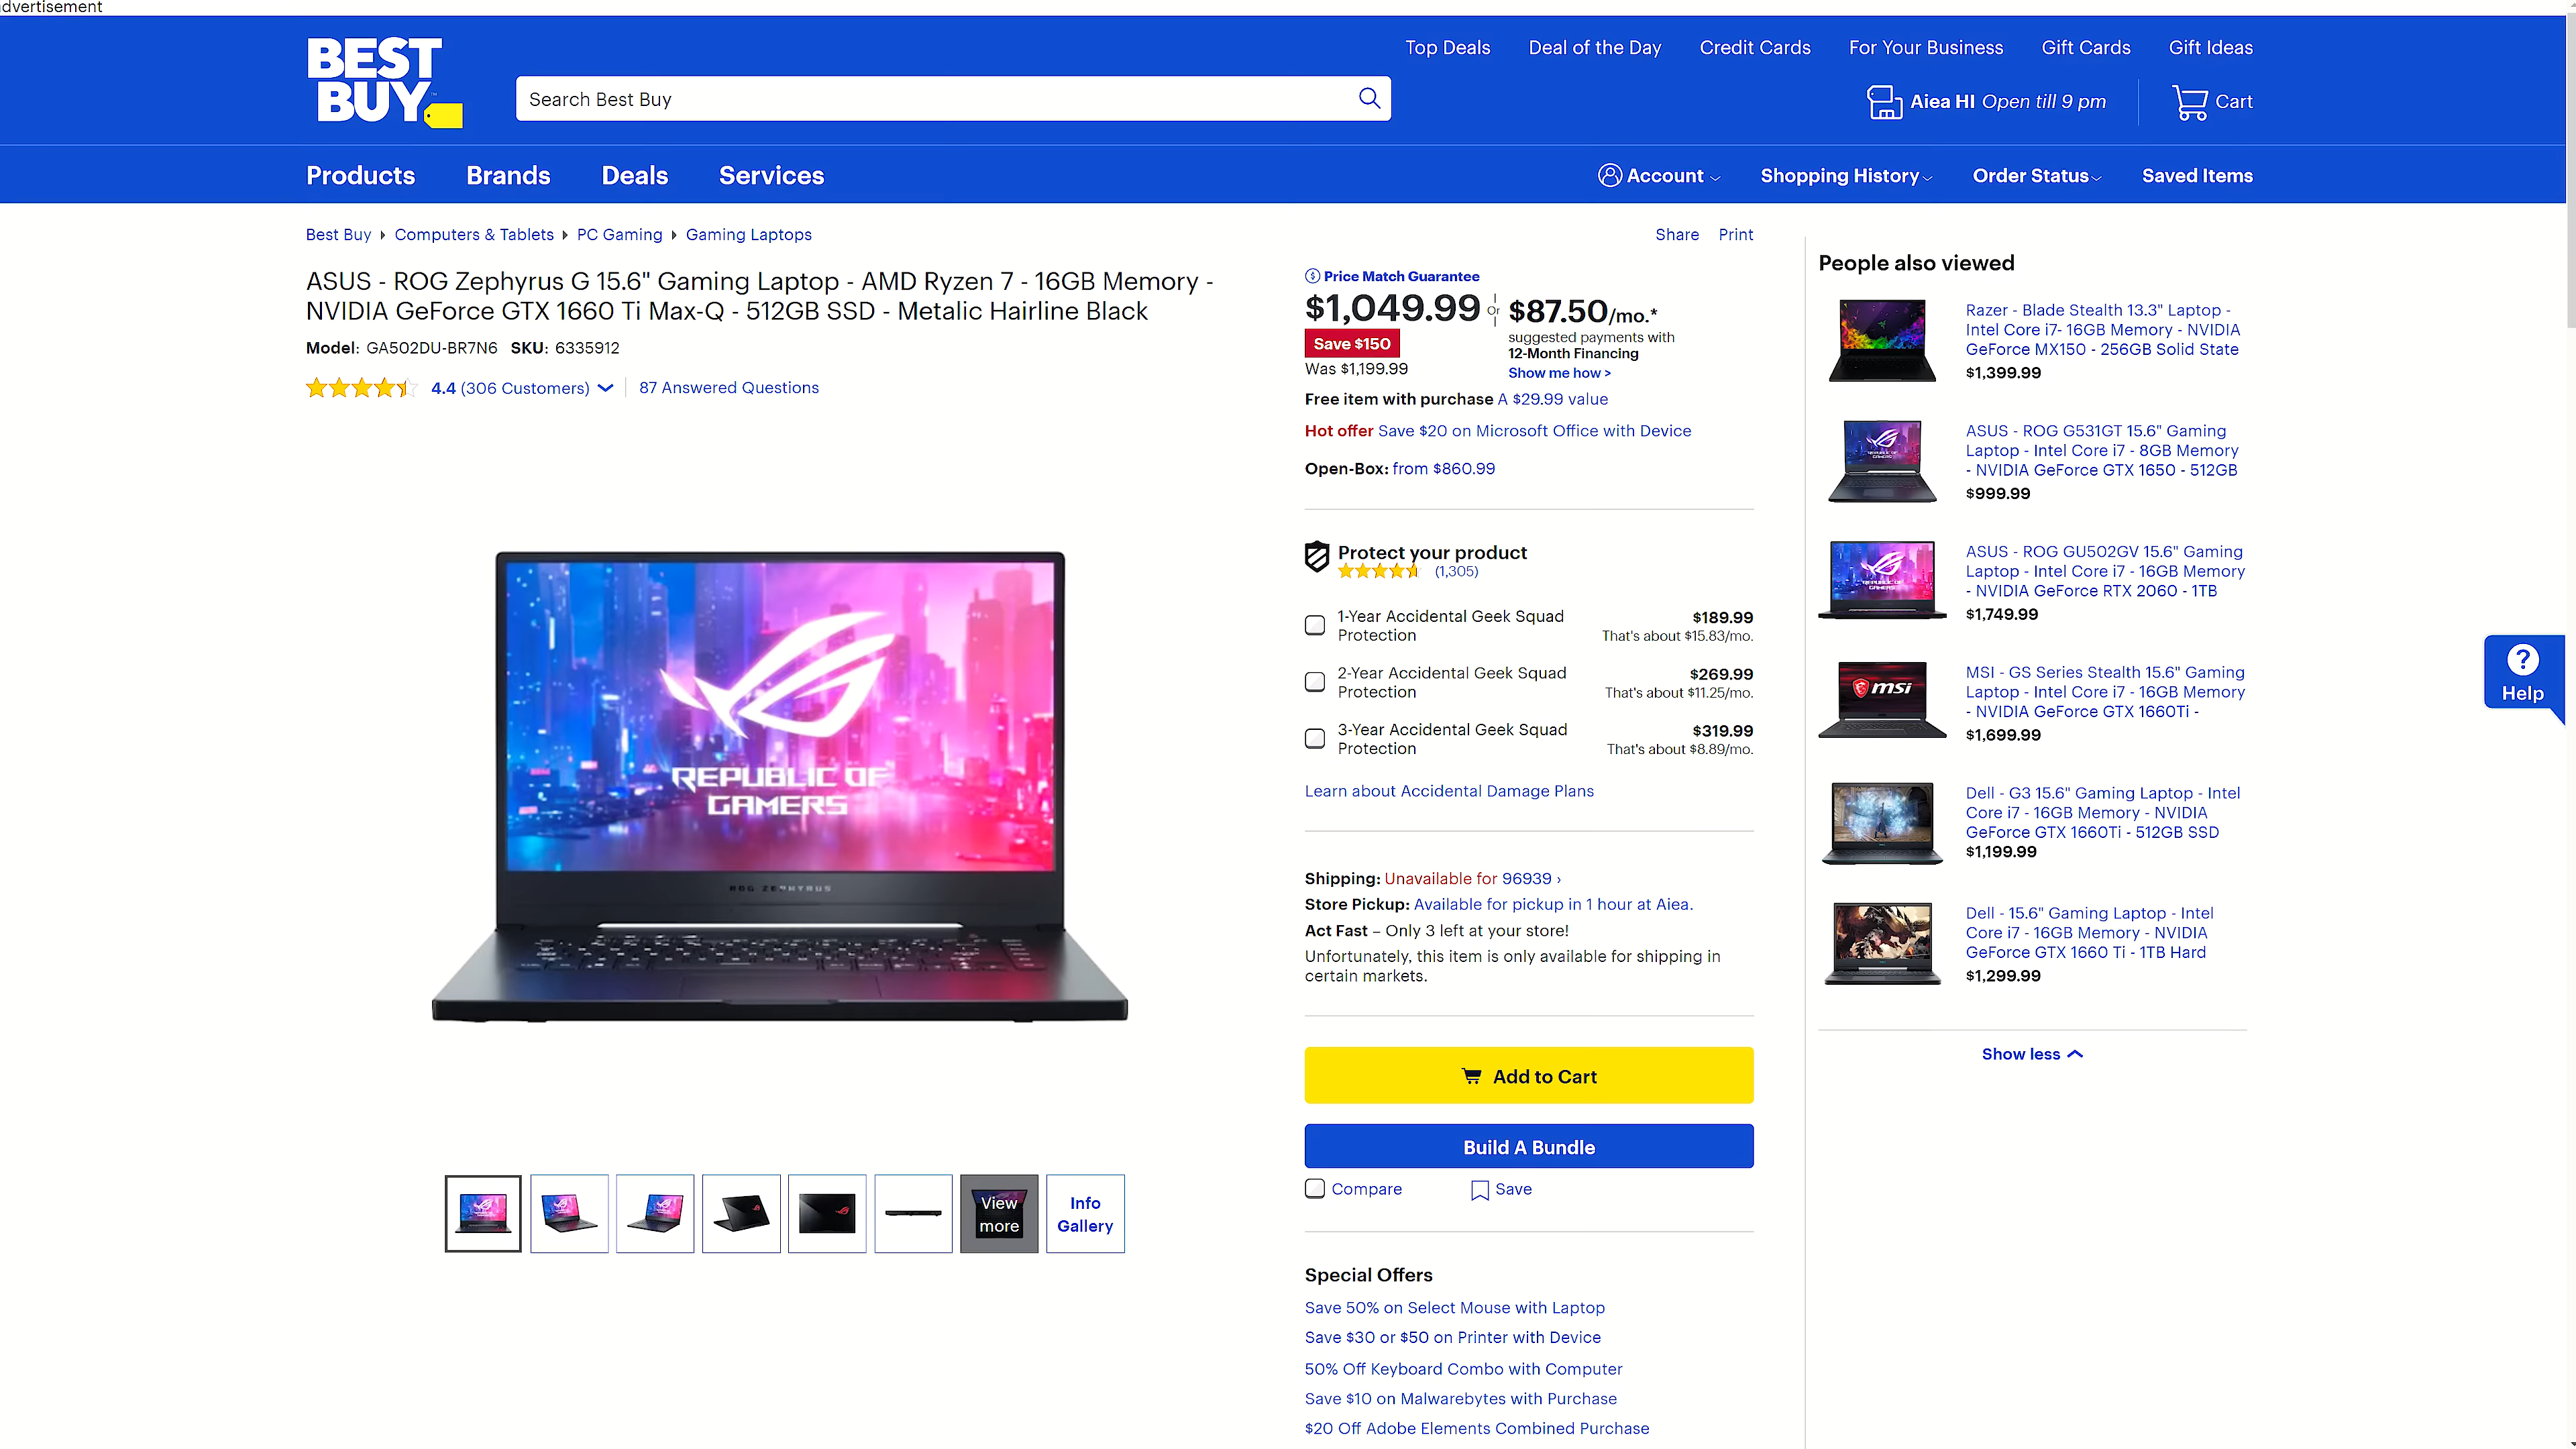 dvertisement
BEST
BUY
Search Best Buy
Top Deals
Deal of the Day
Credit Cards
For Your Business
Gift Cards
Gift Ideas
Aiea HI Open till 9 pm
Cart
Products
Brands
Deals
Services
Account
Shopping History
Order Status
Saved Items
Best Buy
Computers & Tablets
PC Gaming
Gaming Laptops
Share
Print
ASUS - ROG Zephyrus G 15.6" Gaming Laptop - AMD Ryzen 7 - 16GB Memory -
NVIDIA GeForce GTX 1660 Ti Max-Q - 512GB SSD - Metalic Hairline Black
Model: GA502DU-BR7N6 SKU: 6335912
4.4 (306 Customers)
87 Answered Questions
REPUBLIC OF
GAMERS
ROG ZEPHYRUS
View
more
Info
Gallery
Price Match Guarantee
$1,049.99
Save $150
Was $1,199.99
Or
$87.50/mo.*
suggested payments with
12-Month Financing
Show me how >
Free item with purchase A $29.99 value
Hot offer Save $20 on Microsoft Office with Device
Open-Box: from $860.99
Protect your product
(1,305)
1-Year Accidental Geek Squad
Protection
$189.99
That's about $15.83/mo.
2-Year Accidental Geek Squad
Protection
$269.99
That's about $11.25/mo.
3-Year Accidental Geek Squad
Protection
$319.99
That's about $8.89/mo.
Learn about Accidental Damage Plans
Shipping: Unavailable for 96939 ›
Store Pickup: Available for pickup in 1 hour at Aiea.
Act Fast – Only 3 left at your store!
Unfortunately, this item is only available for shipping in
certain markets.
Add to Cart
Build A Bundle
Compare
Save
Special Offers
Save 50% on Select Mouse with Laptop
Save $30 or $50 on Printer with Device
50% Off Keyboard Combo with Computer
Save $10 on Malwarebytes with Purchase
$20 Off Adobe Elements Combined Purchase
People also viewed
Razer - Blade Stealth 13.3" Laptop -
Intel Core i7- 16GB Memory - NVIDIA
GeForce MX150 - 256GB Solid State
$1,399.99
ASUS - ROG G531GT 15.6" Gaming
Laptop - Intel Core i7 - 8GB Memory
- NVIDIA GeForce GTX 1650 - 512GB
$999.99
ASUS - ROG GU502GV 15.6" Gaming
Laptop - Intel Core i7 - 16GB Memory
- NVIDIA GeForce RTX 2060 - 1TB
$1,749.99
msi
MSI - GS Series Stealth 15.6" Gaming
Laptop - Intel Core i7 - 16GB Memory
- NVIDIA GeForce GTX 1660Ti -
$1,699.99
Dell - G3 15.6" Gaming Laptop - Intel
Core i7 - 16GB Memory - NVIDIA
GeForce GTX 1660Ti - 512GB SSD
$1,199.99
Dell - 15.6" Gaming Laptop - Intel
Core i7 - 16GB Memory - NVIDIA
GeForce GTX 1660 Ti - 1TB Hard
$1,299.99
Show less
?
Help